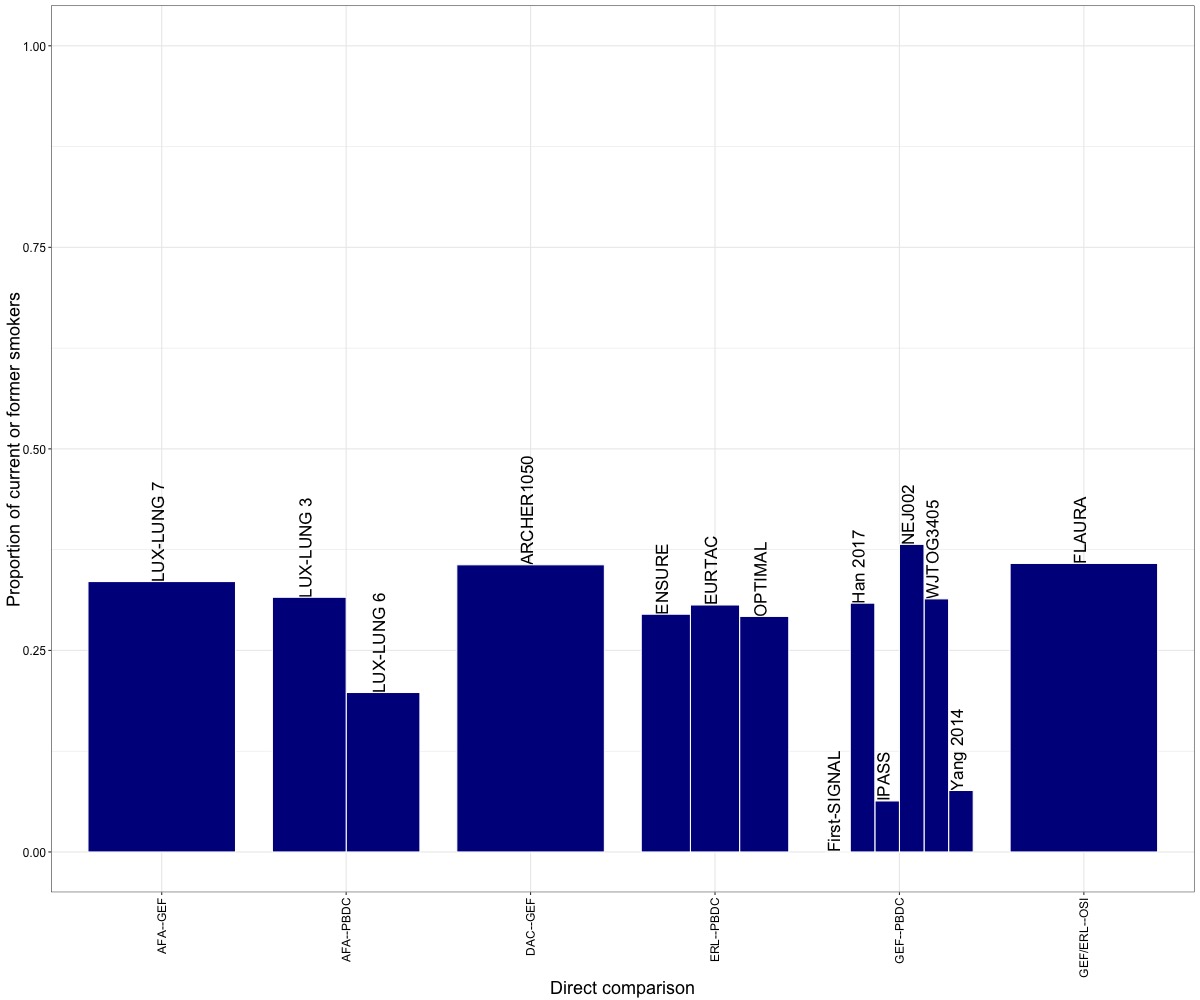 Proportion of current or former smokers
1.00
0.75
0.50
0.25
0.00
LUX-LUNG 7
LUX-LUNG 3
LUX-LUNG 6
ARCHER1050
ENSURE
EURTAC
OPTIMAL
First-SIGNAL
Han 2017
IPASS
NEJ002
WJTOG3405
Yang 2014
FLAURA
AFA--GEF
AFA--PBDC
DAC--GEF
ERL--PBDC
GEF--PBDC
GEF/ERL--OSI
Direct comparison